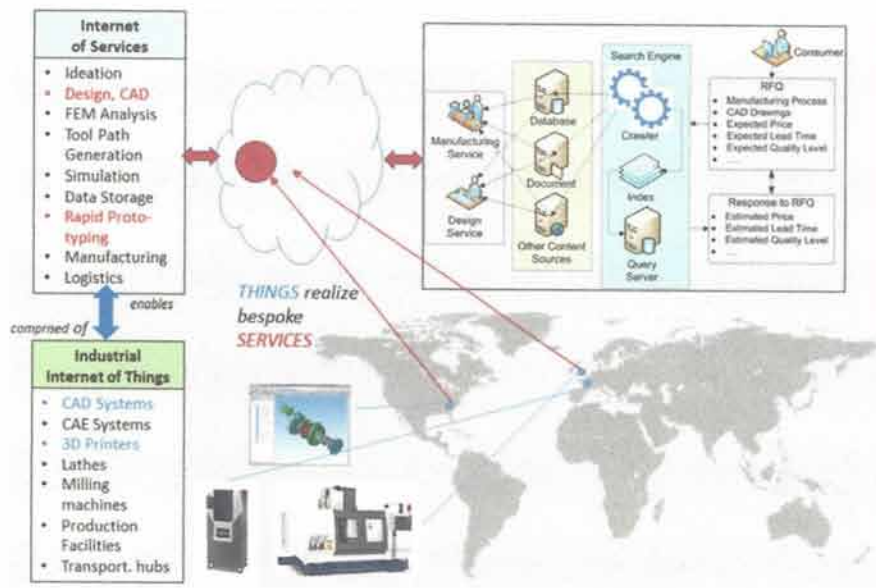 Internet
of Services
• Ideation
• Design, CAD
• FEM Analysis
• Tool Path
Generation
• Simulation
• Data Storage
• Rapid Proto-
typing
• Manufacturing
• Logistics
enables
comprised of
Industrial
Internet of Things
• CAD Systems
• CAE Systems
• 3D Printers
• Lathes
• Milling
machines
• Production
Facilities
• Transport. hubs
THINGS realize
bespoke
SERVICES
Manufacturing
Service
Design
Service
Database
Document
Other Content
Sources
Search Engine
Crawler
Index
Query
Server
Consumer
RFQ
• Manufacturing Process
• CAD Drawings
• Expected Price
• Expected Lead Time
• Expected Quality Level
• .....
Response to RFQ
• Estimated Price
• Estimated Lead Time
• Estimated Quality Level
• .....